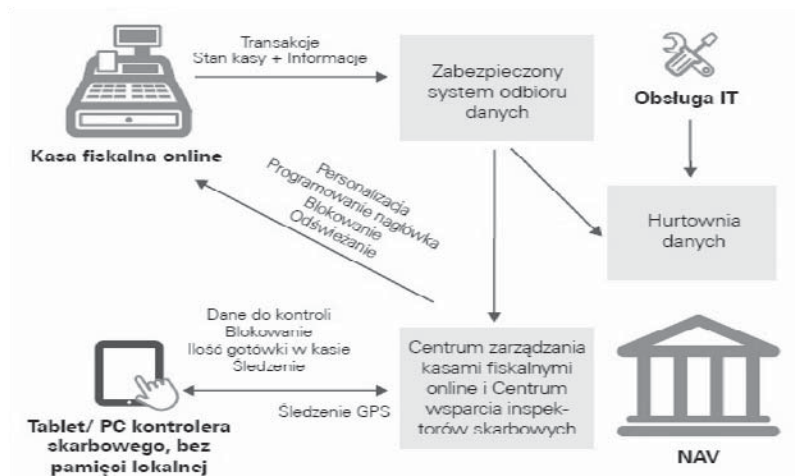 Transakcje
Stan kasy + Informacje
Zabezpieczony
system odbioru
danych
Obsługa IT
Kasa fiskalna online
Personalizacja
Programowanie nagłówka
Blokowanie
Odświeżanie
Hurtownia
danych
Dane do kontroli
Blokowanie
Ilość gotówki w kasie
Śledzenie
Śledzenie GPS
Centrum zarządzania
kasami fiskalnymi
online i Centrum
wsparcia inspek-
torów skarbowych
Tablet/ PC kontrolera
skarbowego, bez
pamięci lokalnej
NAV